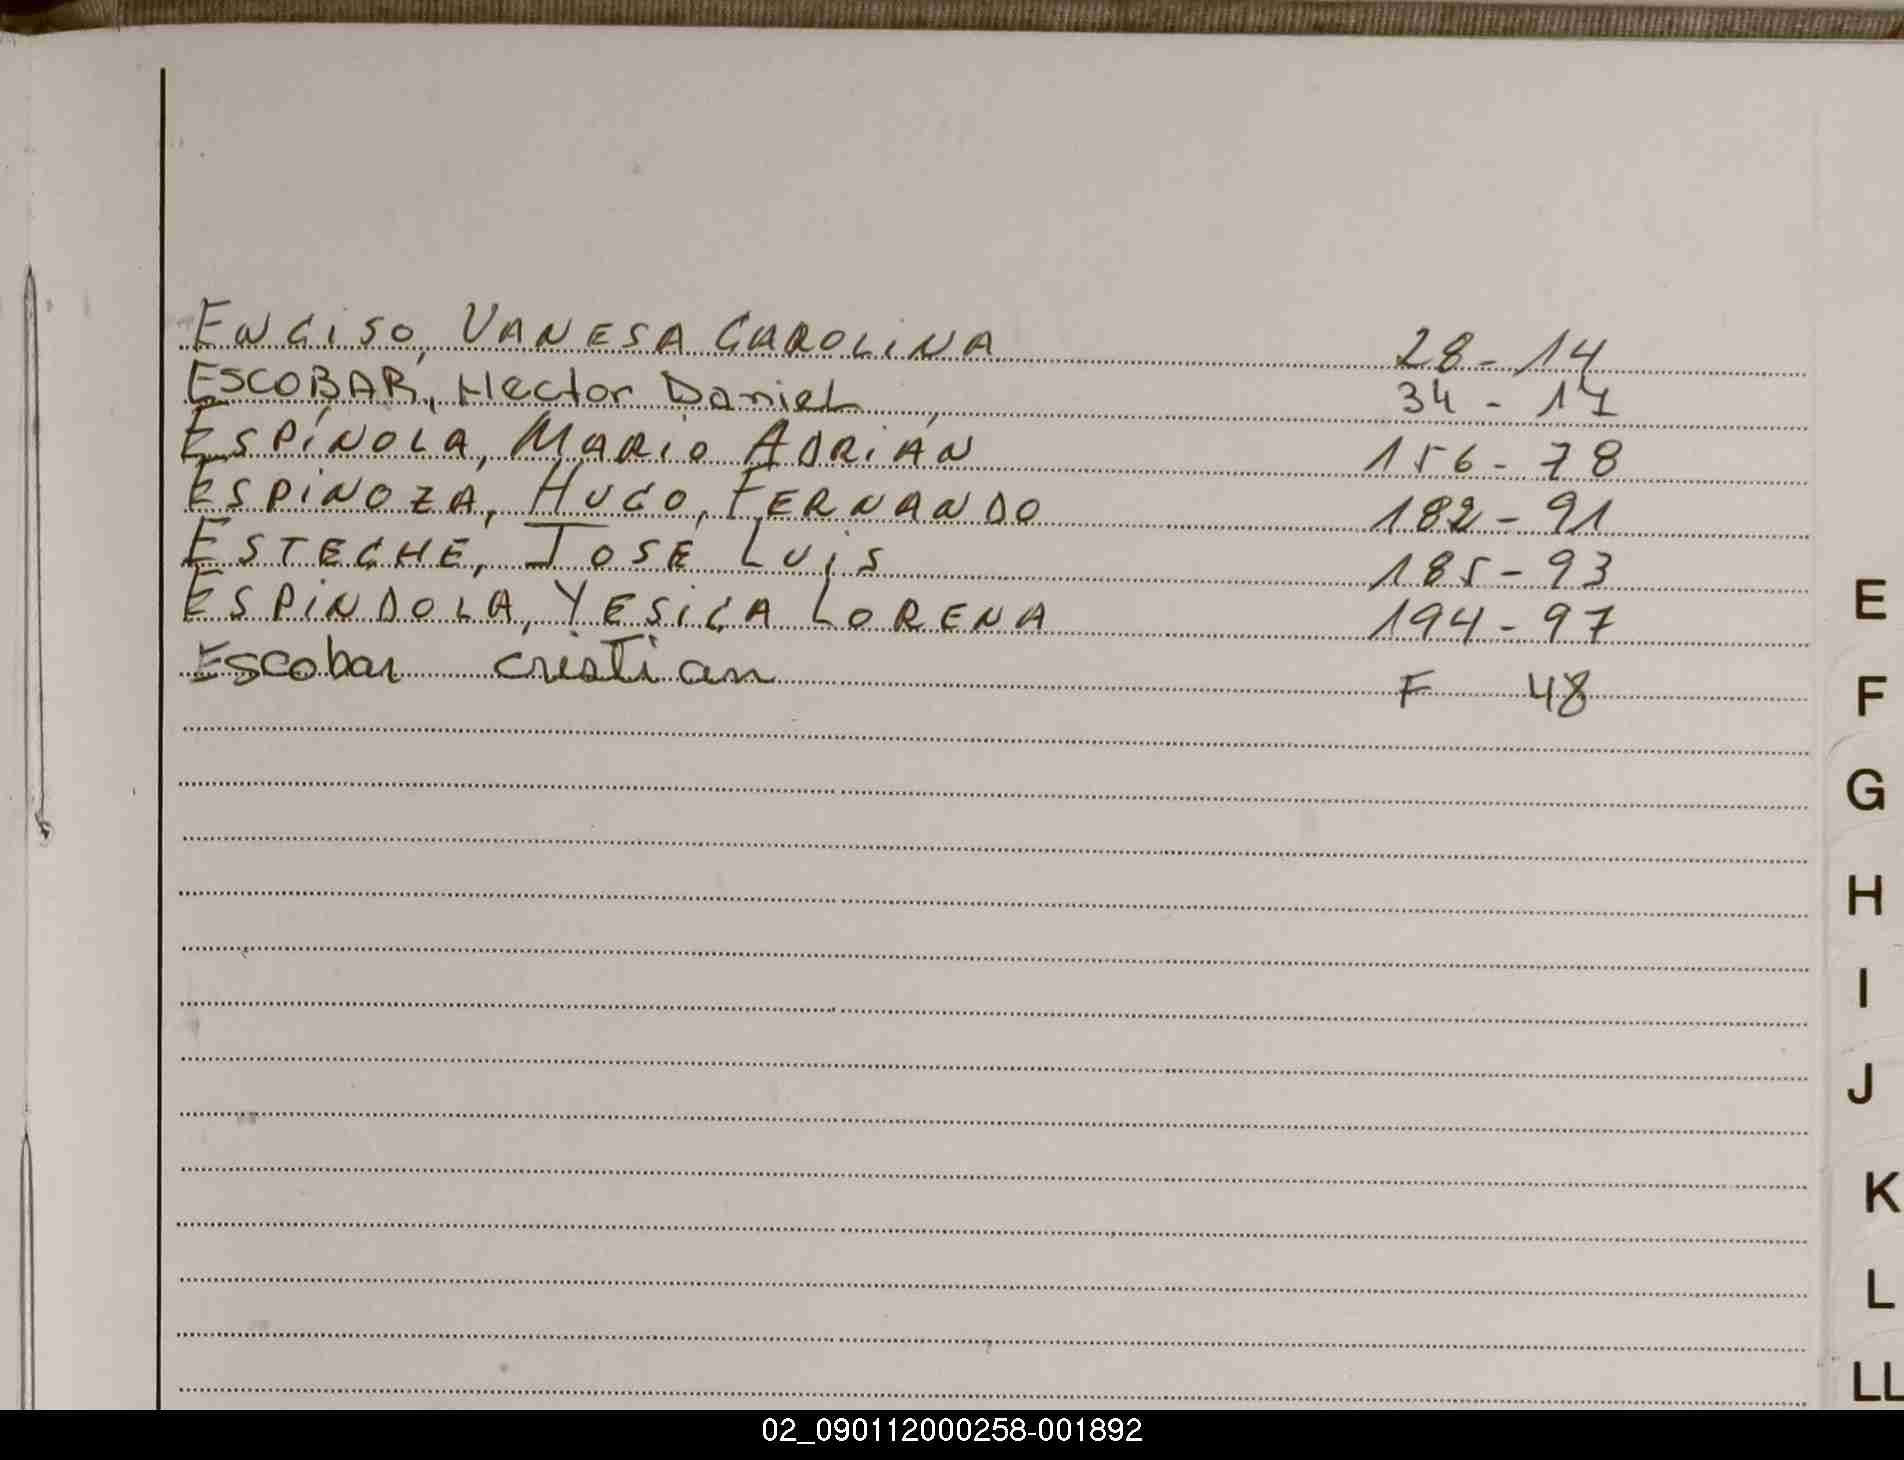 ENCISO, VANESA CAROLINA 28 - 14
ESCOBAR, Hector Daniel 34 - 17
ESPÍNOLA, MARIO ADRIÁN 156 - 78
ESPINOZA, HUGO, FERNANDO 182 - 91
ESTECHE, JOSÉ LUIS 185 - 93
ESPINDOLA, YESICA LORENA 194 - 97
Escobar cristian F 48
E
F
G
H
I
J
K
L
LL
02_090112000258-001892